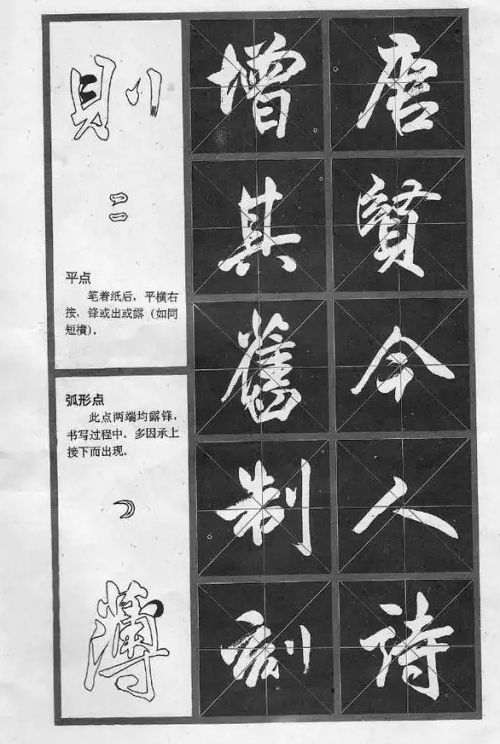 則
平点
笔着纸后，平横右
按，锋或出或露（如同
短横）。
弧形点
此点两端均露锋，
书写过程中，多因承上
接下而出现。
薄
增其舊制刻
唐賢今人詩